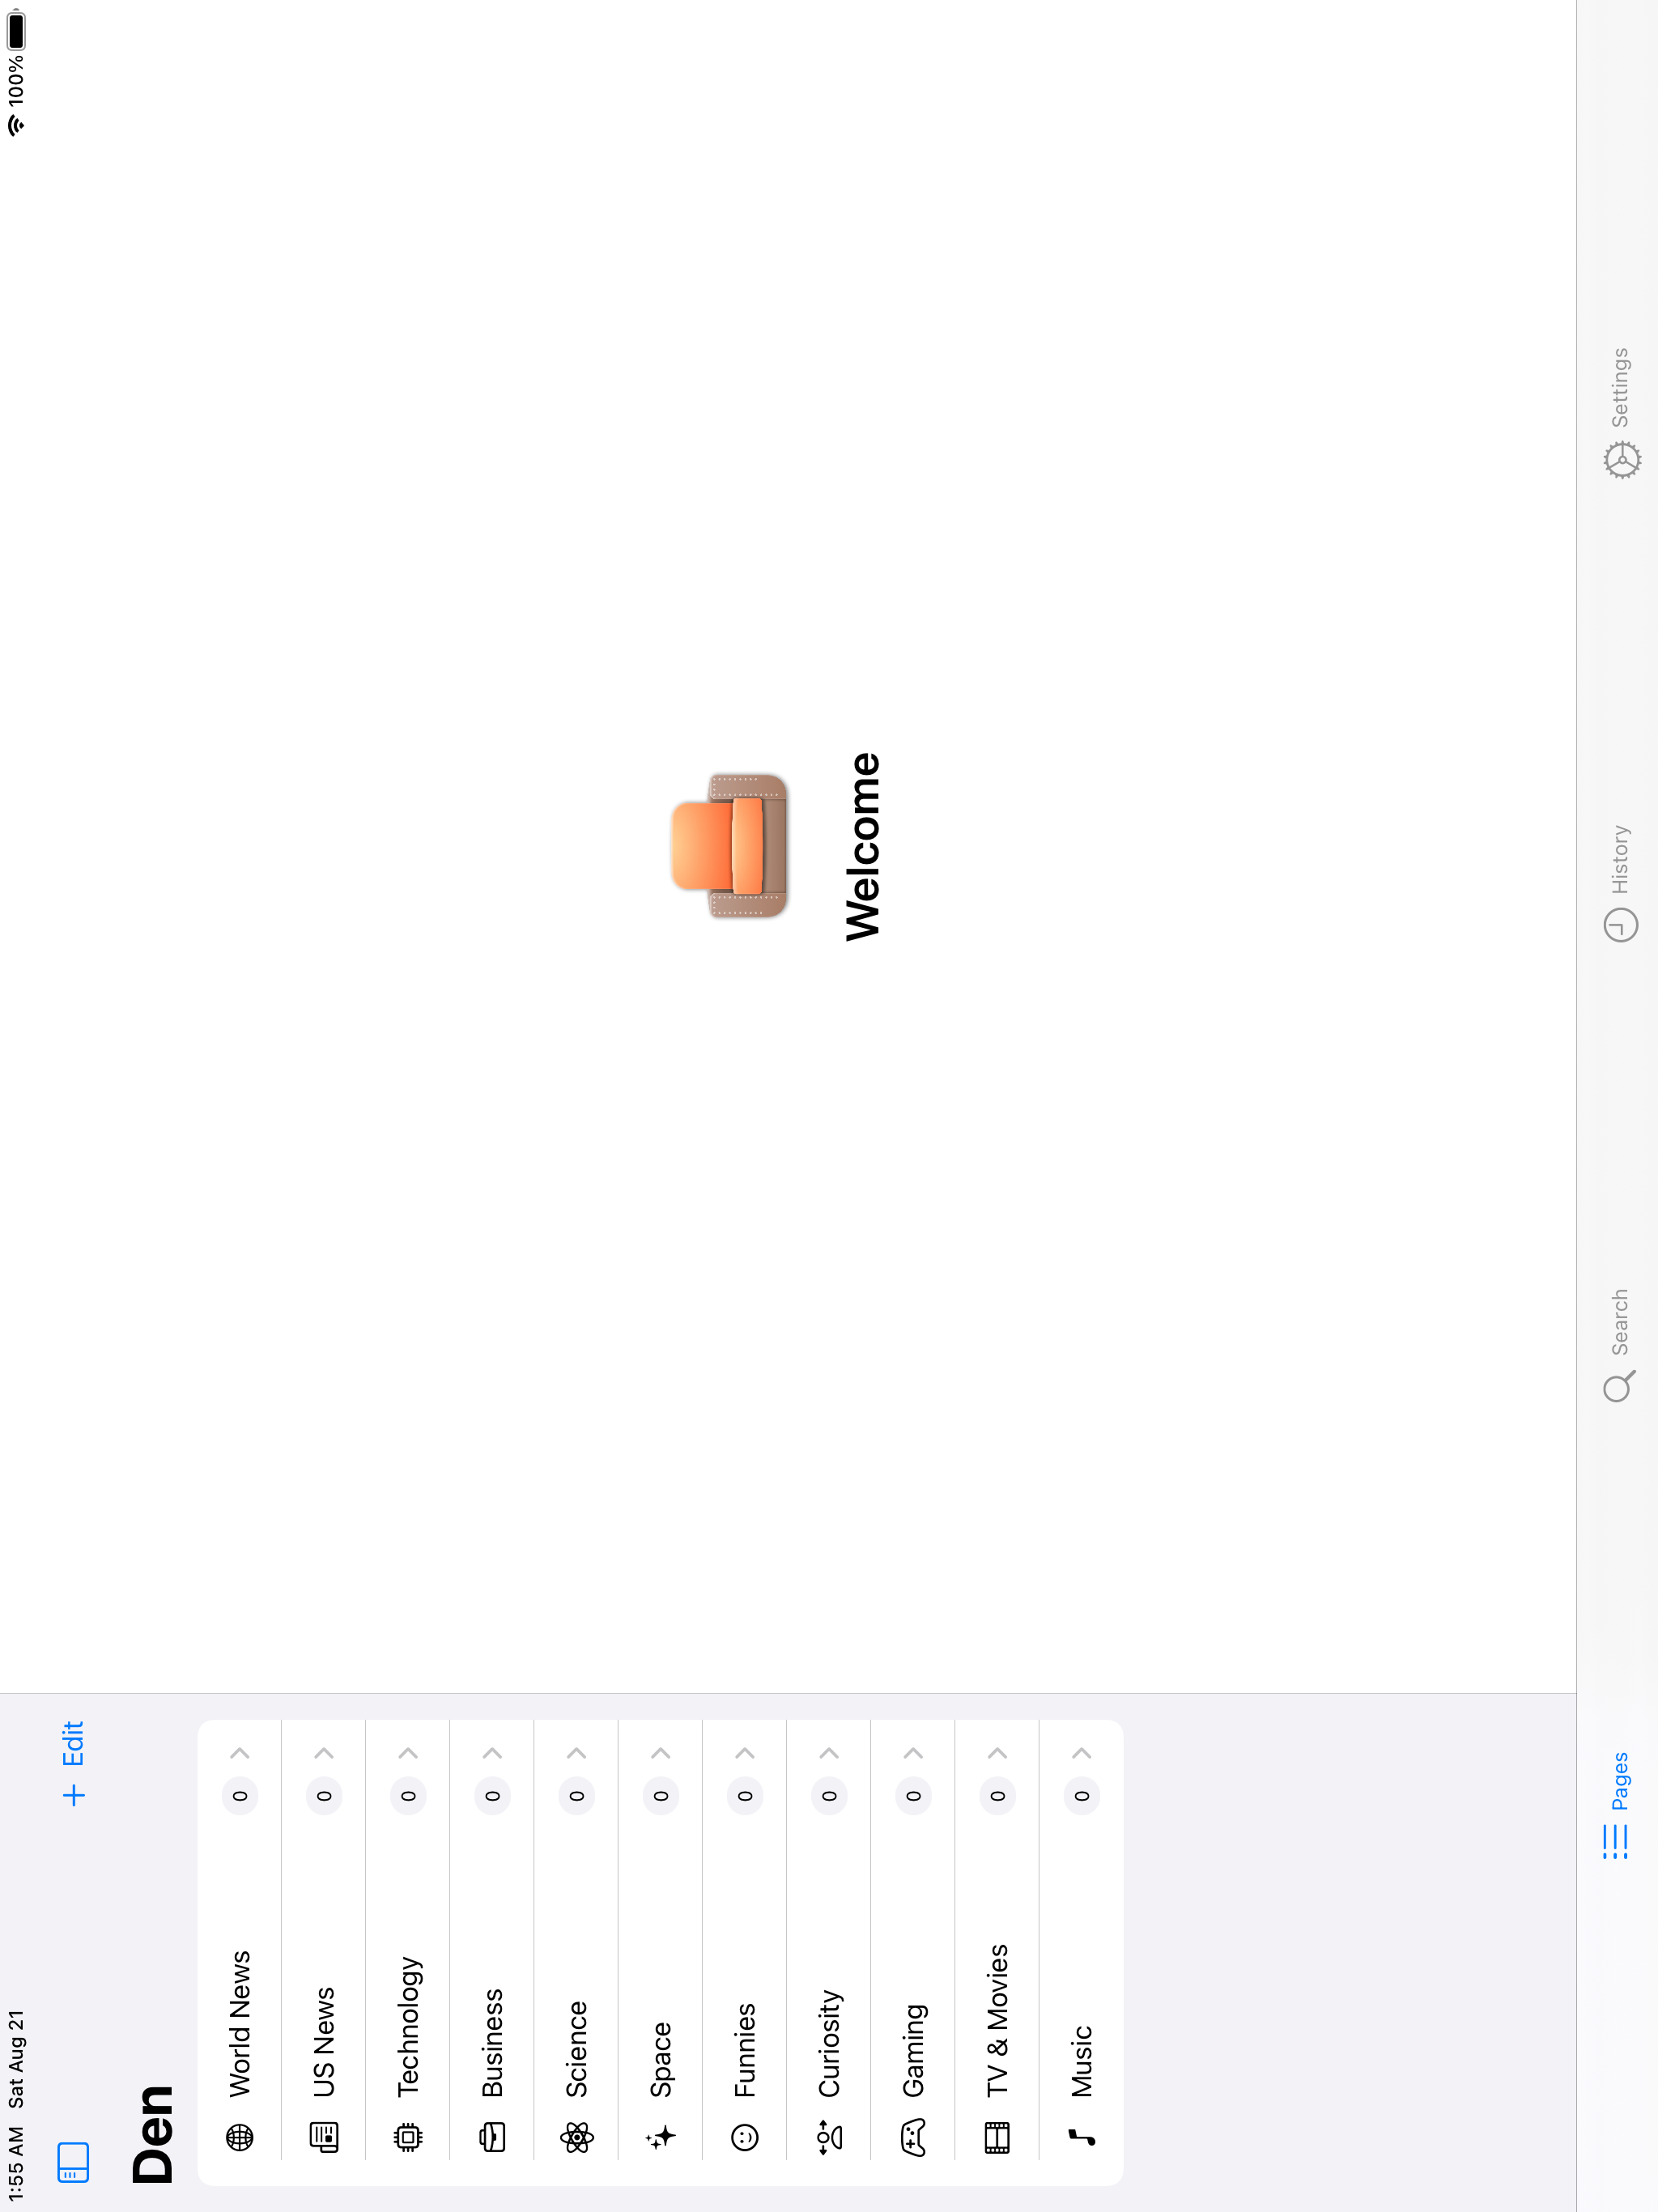 1:55 AM Sat Aug 21
100%
Edit
Den
World News 0
US News 0
Technology 0
Business 0
Science 0
Space 0
Funnies 0
Curiosity 0
Gaming 0
TV & Movies 0
Music 0
Welcome
Pages
Search
History
Settings